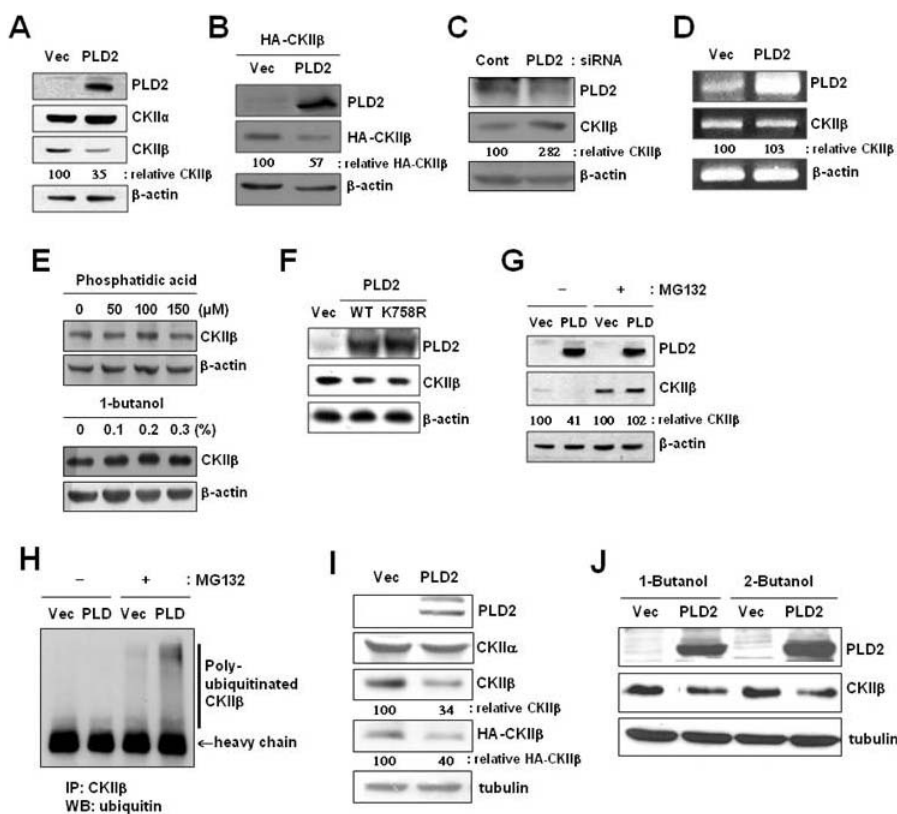 A
Vec PLD2
PLD2
CKIIα
CKIIβ
100 35 : relative CKIIβ
β-actin
B
HA-CKIIβ
Vec PLD2
PLD2
HA-CKIIβ
100 57 : relative HA-CKIIβ
β-actin
C
Cont PLD2 : siRNA
PLD2
CKIIβ
100 282 : relative CKIIβ
β-actin
D
Vec PLD2
PLD2
CKIIβ
100 103 : relative CKIIβ
β-actin
E
Phosphatidic acid
0 50 100 150 (μM)
CKIIβ
β-actin
1-butanol
0 0.1 0.2 0.3 (%)
CKIIβ
β-actin
F
PLD2
Vec WT K758R
PLD2
CKIIβ
β-actin
G
− + : MG132
Vec PLD Vec PLD
PLD2
CKIIβ
100 41 100 102 : relative CKIIβ
β-actin
H
− + : MG132
Vec PLD Vec PLD
Poly-
ubiquitinated
CKIIβ
←heavy chain
IP: CKIIβ
WB: ubiquitin
I
Vec PLD2
PLD2
CKIIα
CKIIβ
100 34 : relative CKIIβ
HA-CKIIβ
100 40 : relative HA-CKIIβ
tubulin
J
1-Butanol 2-Butanol
Vec PLD2 Vec PLD2
PLD2
CKIIβ
tubulin